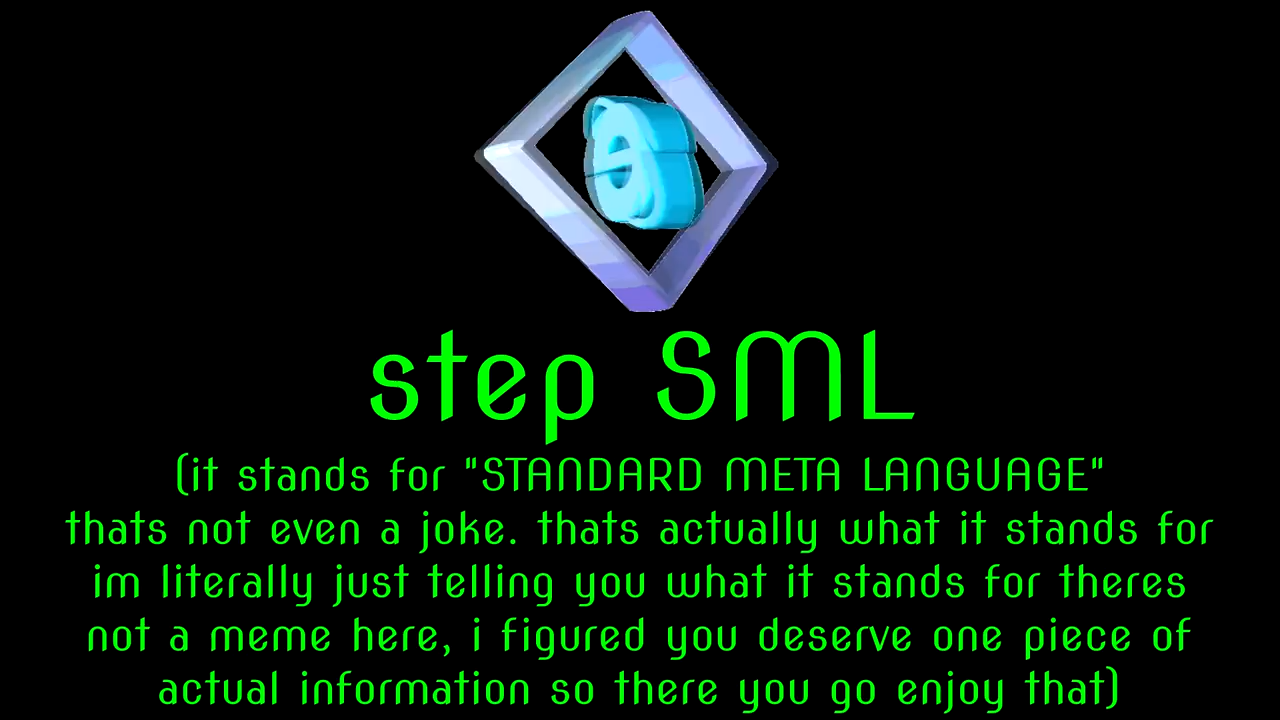 step SML
(it stands for "STANDARD META LANGUAGE"
thats not even a joke. thats actually what it stands for
im literally just telling you what it stands for theres
not a meme here, i figured you deserve one piece of
actual information so there you go enjoy that)